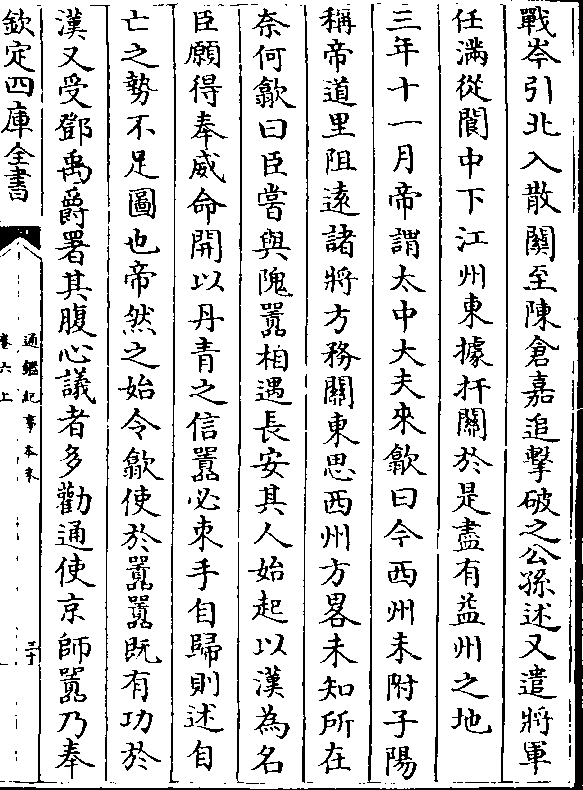 戰岑引北入散關至陳倉嘉追擊破之公孫述又遣將軍
任滿從閬中下江州東據扞關於是盡有益州之地
三年十一月帝謂太中大夫來歙曰今西州未附子陽
稱帝道里阻遠諸將方務關東思西州方畧未知所在
奈何歙曰臣嘗與隗囂相遇長安其人始起以漢為名
臣願得奉威命開以丹青之信囂必束手自歸則述自
亡之勢不足圖也帝然之始令歙使於囂囂既有功於
漢又受鄧禹爵署其腹心議者多勸通使京師囂乃奉
欽定四庫全書
通鑑紀事本末
卷六上
三十